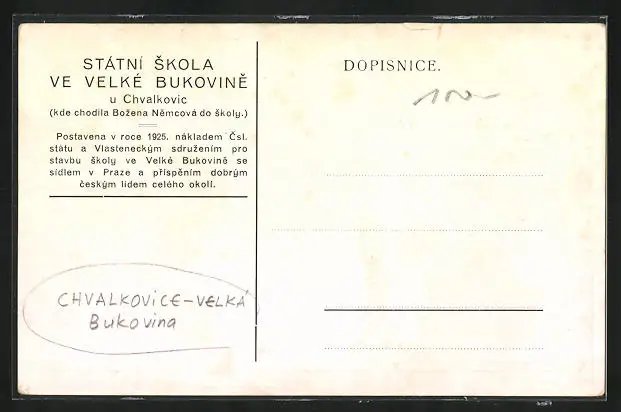 STÁTNÍ ŠKOLA
VE VELKÉ BUKOVINĚ
u Chvalkovic
(kde chodila Božena Němcová do školy.)
Postavena v roce 1925. nákladem Čsl.
státu a Vlasteneckým sdružením pro
stavbu školy ve Velké Bukovině se
sídlem v Praze a přispěním dobrým
českým lidem celého okolí.
CHVALKOVICE-VELKÁ
Bukovina
DOPISNICE.